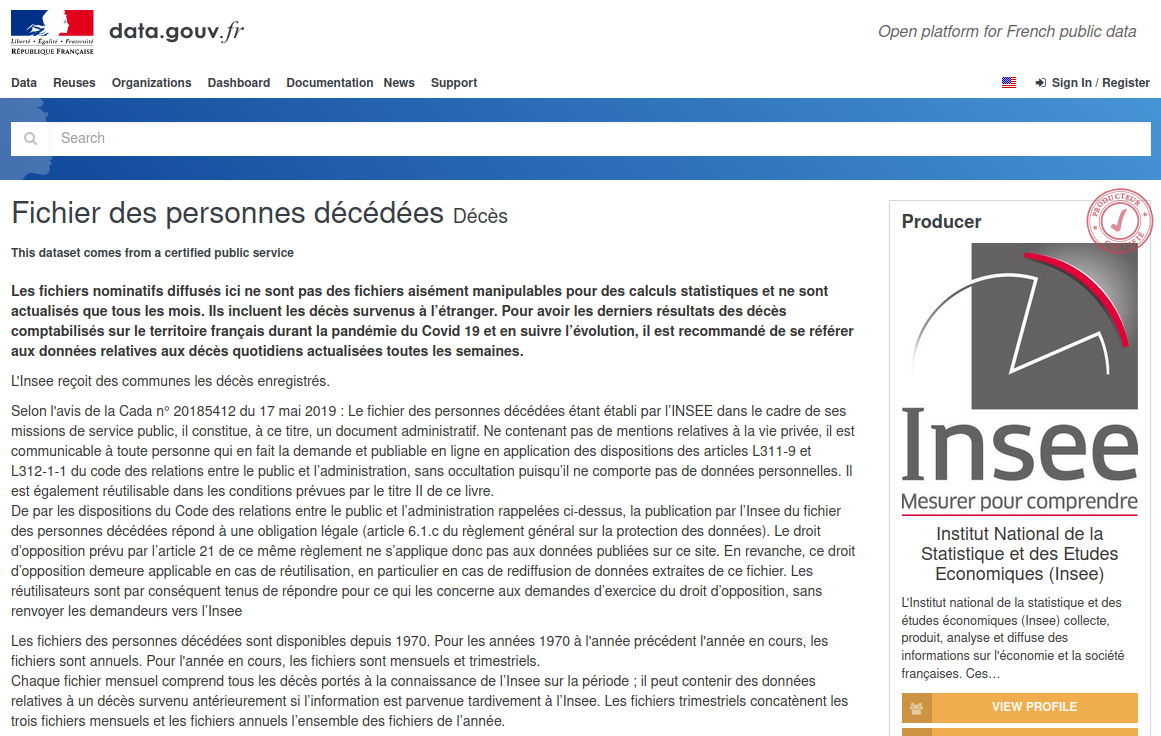 Liberté • Égalité • Fraternité
RÉPUBLIQUE FRANÇAISE
data.gouv.fr
Open platform for French public data
Data Reuses Organizations Dashboard Documentation News Support
Sign In / Register
Search
Fichier des personnes décédées Décès
This dataset comes from a certified public service
Les fichiers nominatifs diffusés ici ne sont pas des fichiers aisément manipulables pour des calculs statistiques et ne sont
actualisés que tous les mois. Ils incluent les décès survenus à l’étranger. Pour avoir les derniers résultats des décès
comptabilisés sur le territoire français durant la pandémie du Covid 19 et en suivre l’évolution, il est recommandé de se référer
aux données relatives aux décès quotidiens actualisées toutes les semaines.
L'Insee reçoit des communes les décès enregistrés.
Selon l'avis de la Cada n° 20185412 du 17 mai 2019 : Le fichier des personnes décédées étant établi par l’INSEE dans le cadre de ses
missions de service public, il constitue, à ce titre, un document administratif. Ne contenant pas de mentions relatives à la vie privée, il est
communicable à toute personne qui en fait la demande et publiable en ligne en application des dispositions des articles L311-9 et
L312-1-1 du code des relations entre le public et l’administration, sans occultation puisqu’il ne comporte pas de données personnelles. Il
est également réutilisable dans les conditions prévues par le titre II de ce livre.
De par les dispositions du Code des relations entre le public et l’administration rappelées ci-dessus, la publication par l’Insee du fichier
des personnes décédées répond à une obligation légale (article 6.1.c du règlement général sur la protection des données). Le droit
d’opposition prévu par l’article 21 de ce même règlement ne s’applique donc pas aux données publiées sur ce site. En revanche, ce droit
d’opposition demeure applicable en cas de réutilisation, en particulier en cas de rediffusion de données extraites de ce fichier. Les
réutilisateurs sont par conséquent tenus de répondre pour ce qui les concerne aux demandes d’exercice du droit d’opposition, sans
renvoyer les demandeurs vers l’Insee
Les fichiers des personnes décédées sont disponibles depuis 1970. Pour les années 1970 à l'année précédent l'année en cours, les
fichiers sont annuels. Pour l'année en cours, les fichiers sont mensuels et trimestriels.
Chaque fichier mensuel comprend tous les décès portés à la connaissance de l’Insee sur la période ; il peut contenir des données
relatives à un décès survenu antérieurement si l’information est parvenue tardivement à l’Insee. Les fichiers trimestriels concatènent les
trois fichiers mensuels et les fichiers annuels l’ensemble des fichiers de l’année.
Producer
PRODUCTEUR
Insee
Mesurer pour comprendre
Institut National de la
Statistique et des Etudes
Economiques (Insee)
L'Institut national de la statistique et des
études économiques (Insee) collecte,
produit, analyse et diffuse des
informations sur l'économie et la société
françaises. Ces…
VIEW PROFILE